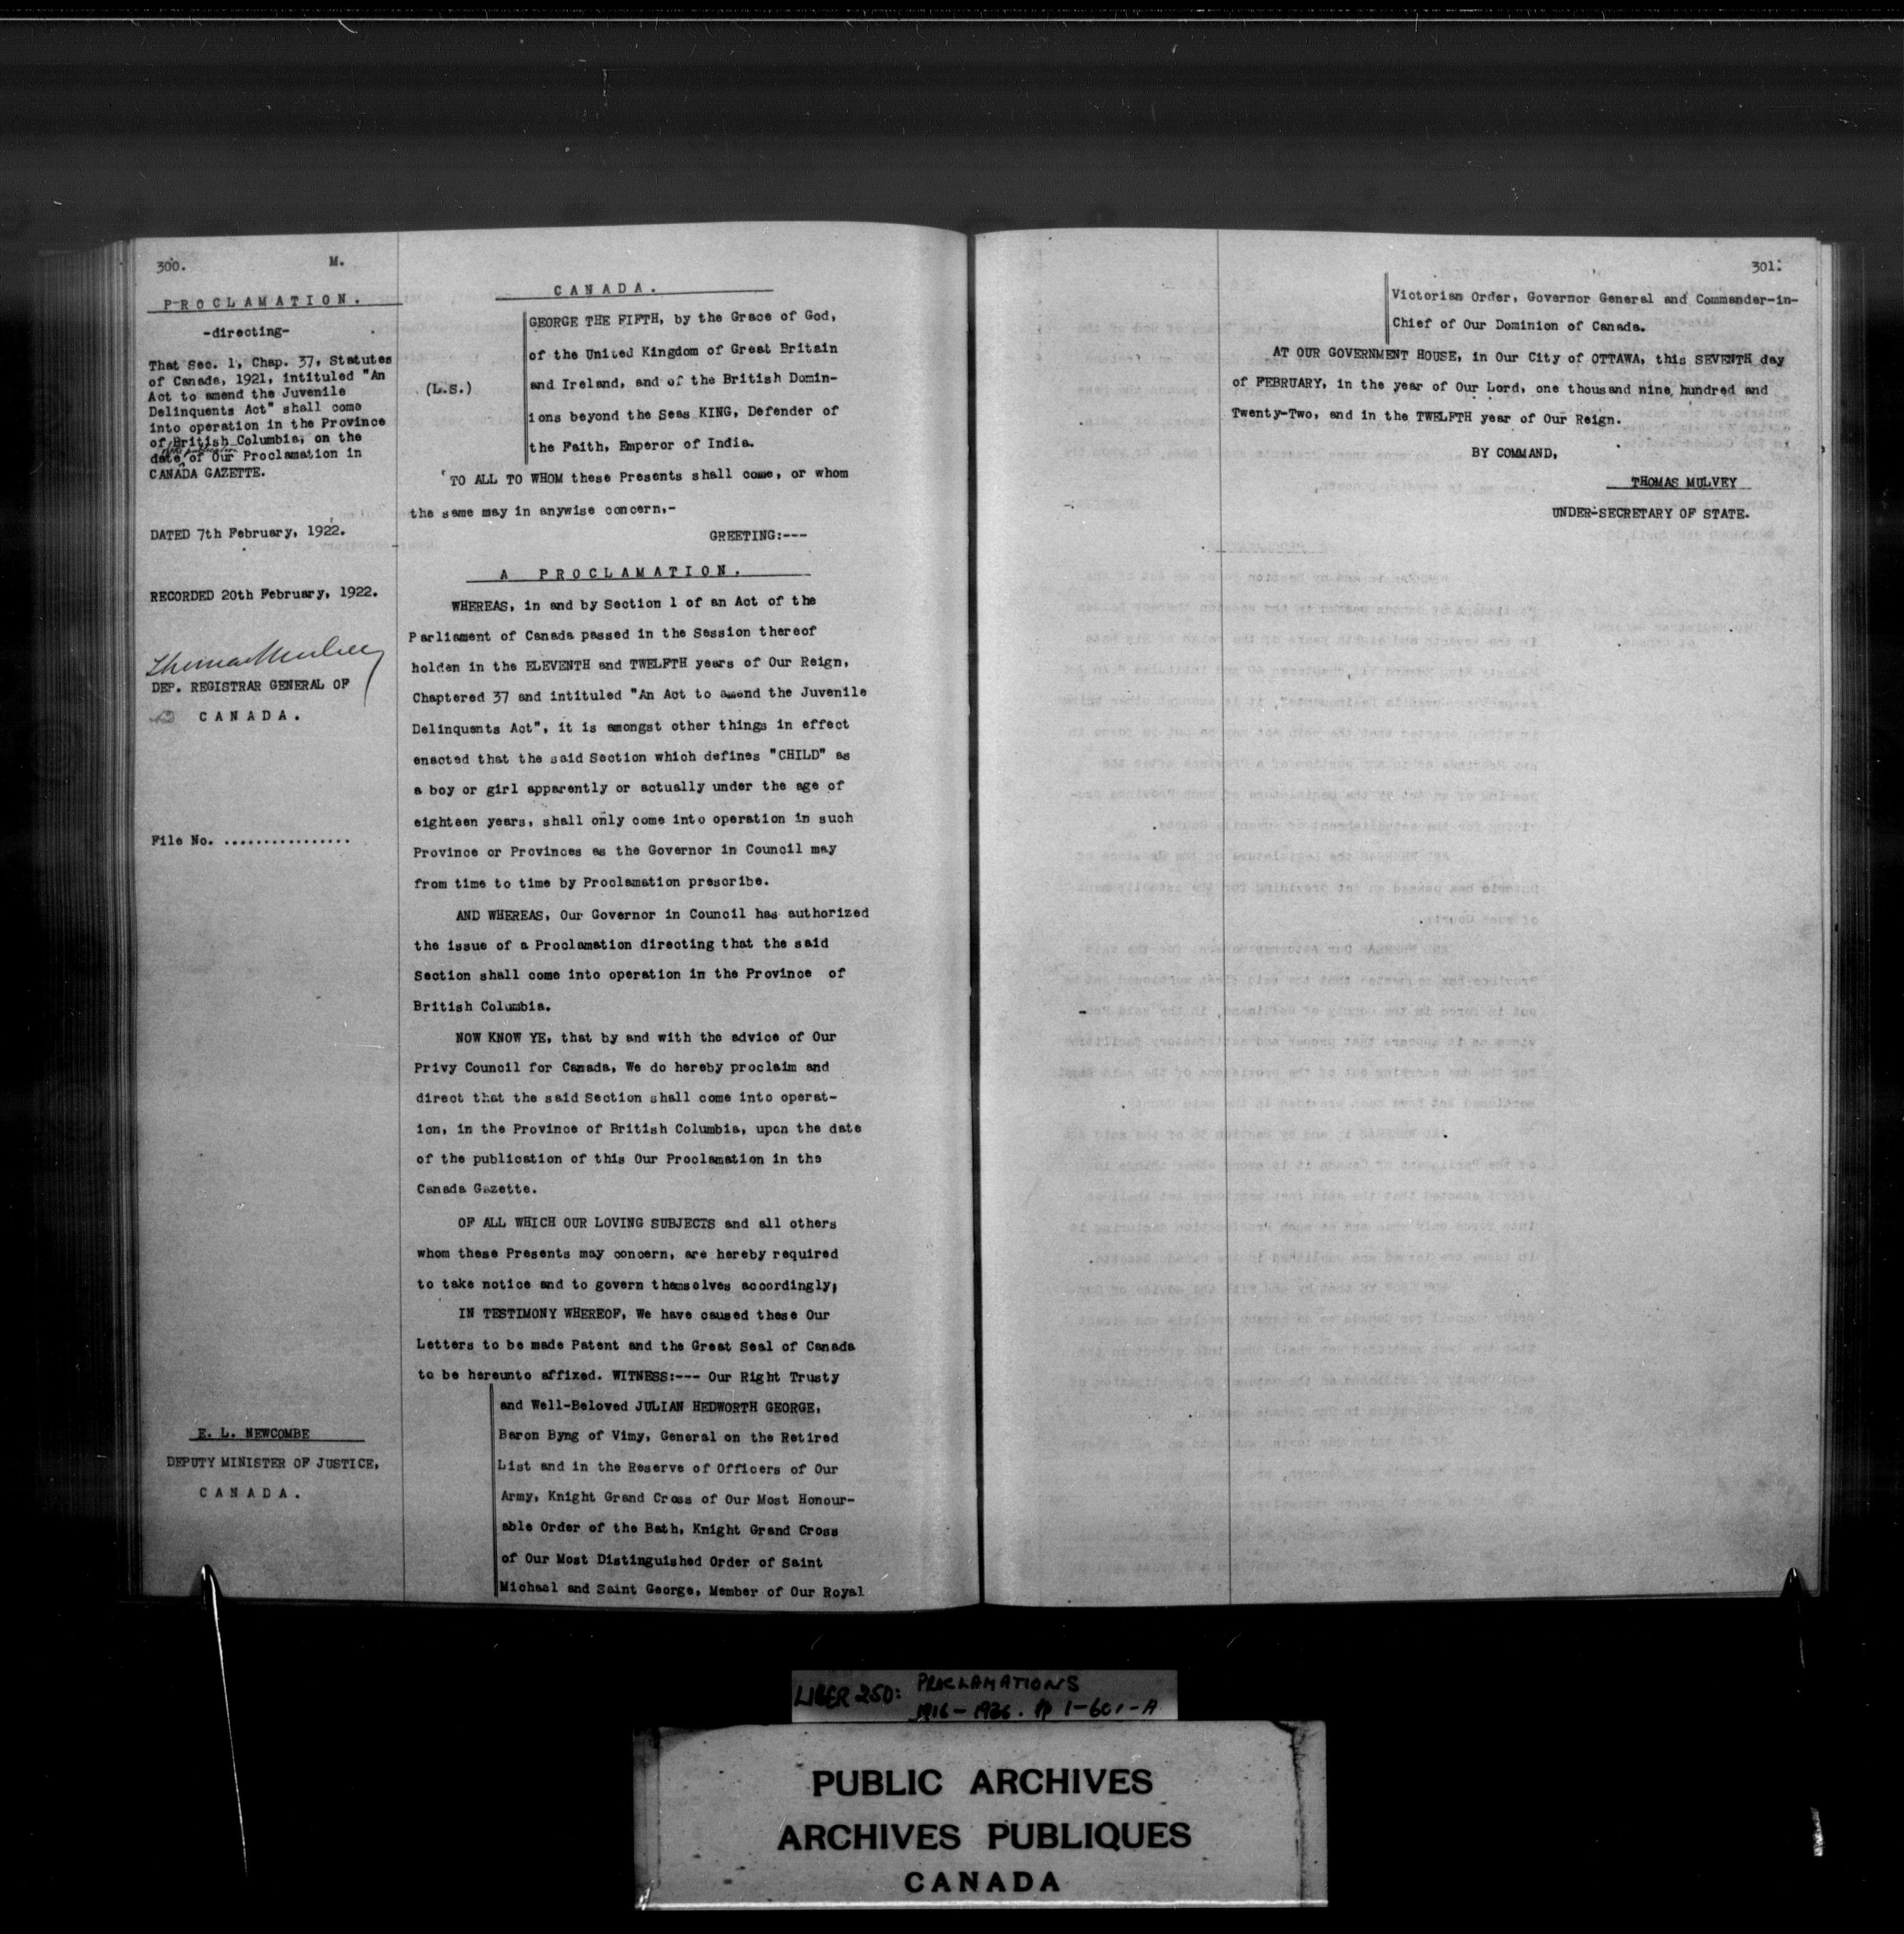 300. M.
PROCLAMATION.
-directing-
That Sec. 1, Chap. 37, Statutes
of Canada, 1921, intituled "An
Act to amend the Juvenile
Delinquents Act" shall come
into operation in the Province
of British Columbia, on the
date of Our Proclamation in
CANADA GAZETTE.
DATED 7th February, 1922.
RECORDED 20th February, 1922.
Thomas Mulvey
DEP. REGISTRAR GENERAL OF
CANADA.
File No. ................
E. L. NEWCOMBE
DEPUTY MINISTER OF JUSTICE,
CANADA.
CANADA.
GEORGE THE FIFTH, by the Grace of God,
of the United Kingdom of Great Britain
(L.S.) and Ireland, and of the British Domin-
ions beyond the Seas KING, Defender of
the Faith, Emperor of India.
TO ALL TO WHOM these Presents shall come, or whom
the same may in anywise concern,-
GREETING:---
A PROCLAMATION.
WHEREAS, in and by Section 1 of an Act of the
Parliament of Canada passed in the Session thereof
holden in the ELEVENTH and TWELFTH years of Our Reign,
Chaptered 37 and intituled "An Act to amend the Juvenile
Delinquents Act", it is amongst other things in effect
enacted that the said Section which defines "CHILD" as
a boy or girl apparently or actually under the age of
eighteen years, shall only come into operation in such
Province or Provinces as the Governor in Council may
from time to time by Proclamation prescribe.
AND WHEREAS, Our Governor in Council has authorized
the issue of a Proclamation directing that the said
Section shall come into operation in the Province of
British Columbia.
NOW KNOW YE, that by and with the advice of Our
Privy Council for Canada, We do hereby proclaim and
direct that the said Section shall come into operat-
ion, in the Province of British Columbia, upon the date
of the publication of this Our Proclamation in the
Canada Gazette.
OF ALL WHICH OUR LOVING SUBJECTS and all others
whom these Presents may concern, are hereby required
to take notice and to govern themselves accordingly;
IN TESTIMONY WHEREOF, We have caused these Our
Letters to be made Patent and the Great Seal of Canada
to be hereunto affixed. WITNESS:--- Our Right Trusty
and Well-Beloved JULIAN HEDWORTH GEORGE,
Baron Byng of Vimy, General on the Retired
List and in the Reserve of Officers of Our
Army, Knight Grand Cross of Our Most Honour-
able Order of the Bath, Knight Grand Cross
of Our Most Distinguished Order of Saint
Michael and Saint George, Member of Our Royal
301.
Victorian Order, Governor General and Commander-in-
Chief of Our Dominion of Canada.
AT OUR GOVERNMENT HOUSE, in Our City of OTTAWA, this SEVENTH day
of FEBRUARY, in the year of Our Lord, one thousand nine hundred and
Twenty-Two, and in the TWELFTH year of Our Reign.
BY COMMAND,
THOMAS MULVEY
UNDER-SECRETARY OF STATE.
LIBER 250: PROCLAMATIONS
1916-1936. pp 1-601-A
PUBLIC ARCHIVES
ARCHIVES PUBLIQUES
CANADA